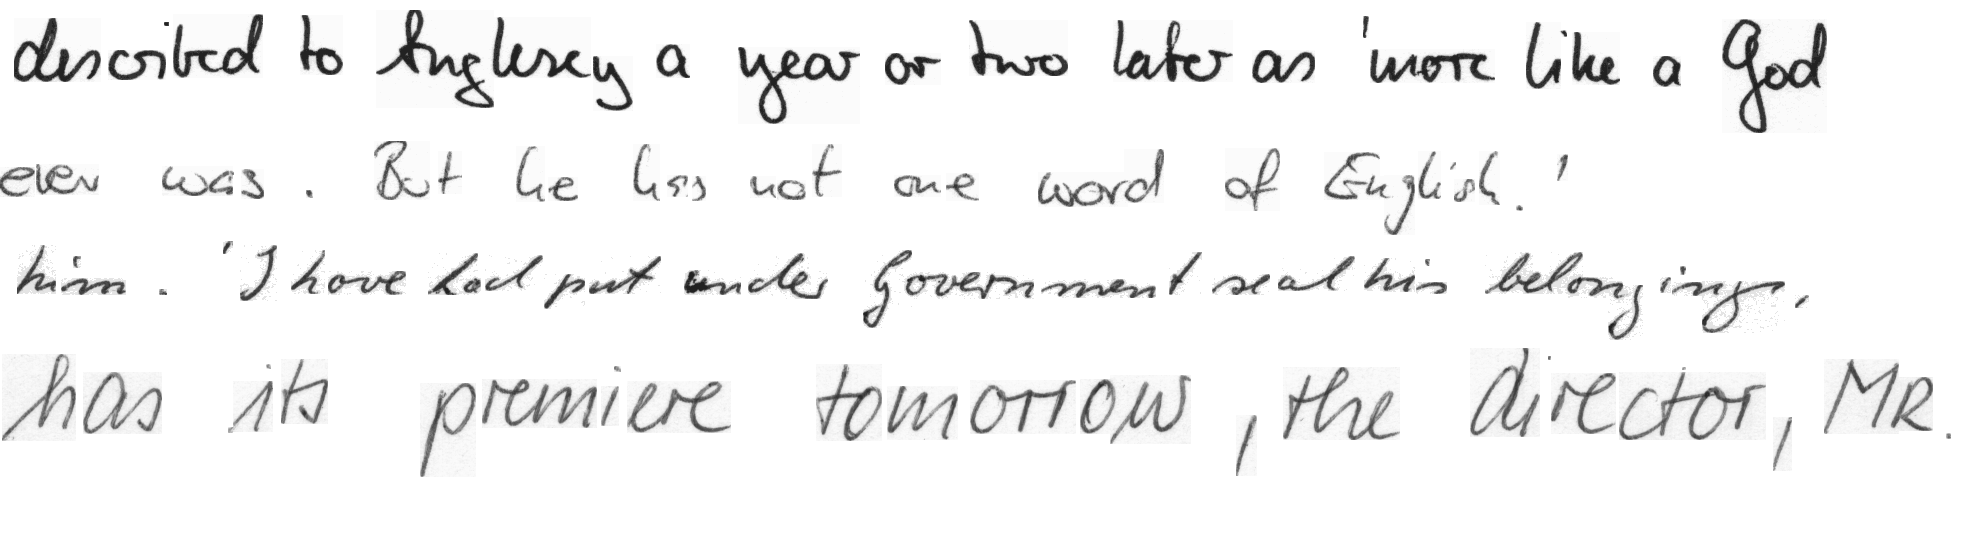 described to Anglesey a year or two later as 'more like a God
ever was. But he has not one word of English.'
him. 'I have had put under Government seal his belongings,
has its premiere tomorrow, the director, MR.